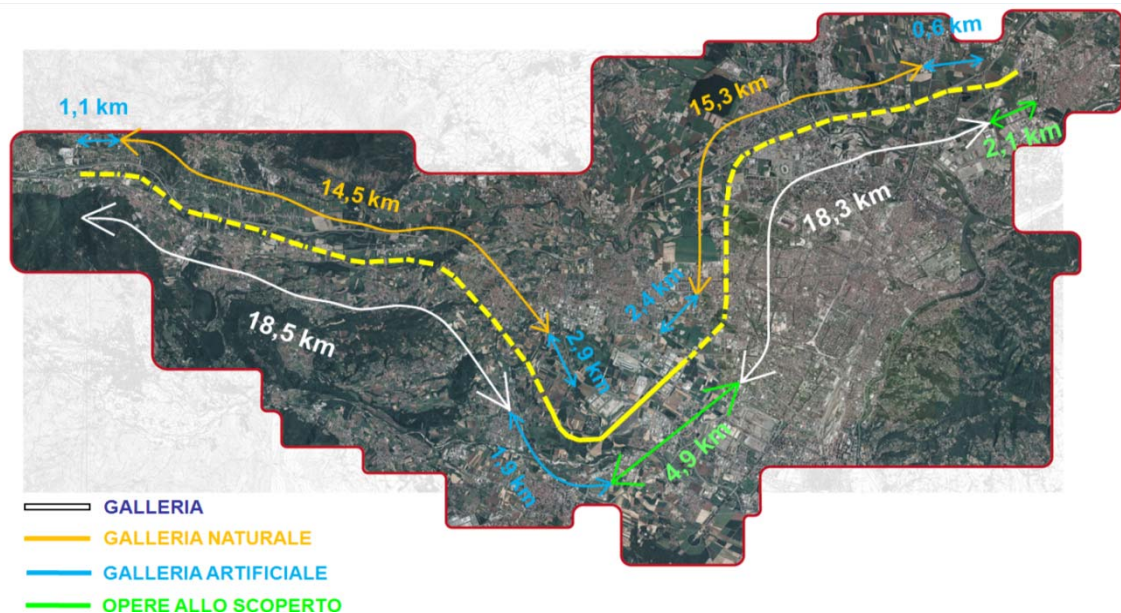 0,6 km
1,1 km
15,3 km
2,1 km
14,5 km
18,3 km
2,4 km
18,5 km
2,9 km
4,9 km
1,9 km
GALLERIA
GALLERIA NATURALE
GALLERIA ARTIFICIALE
OPERE ALLO SCOPERTO